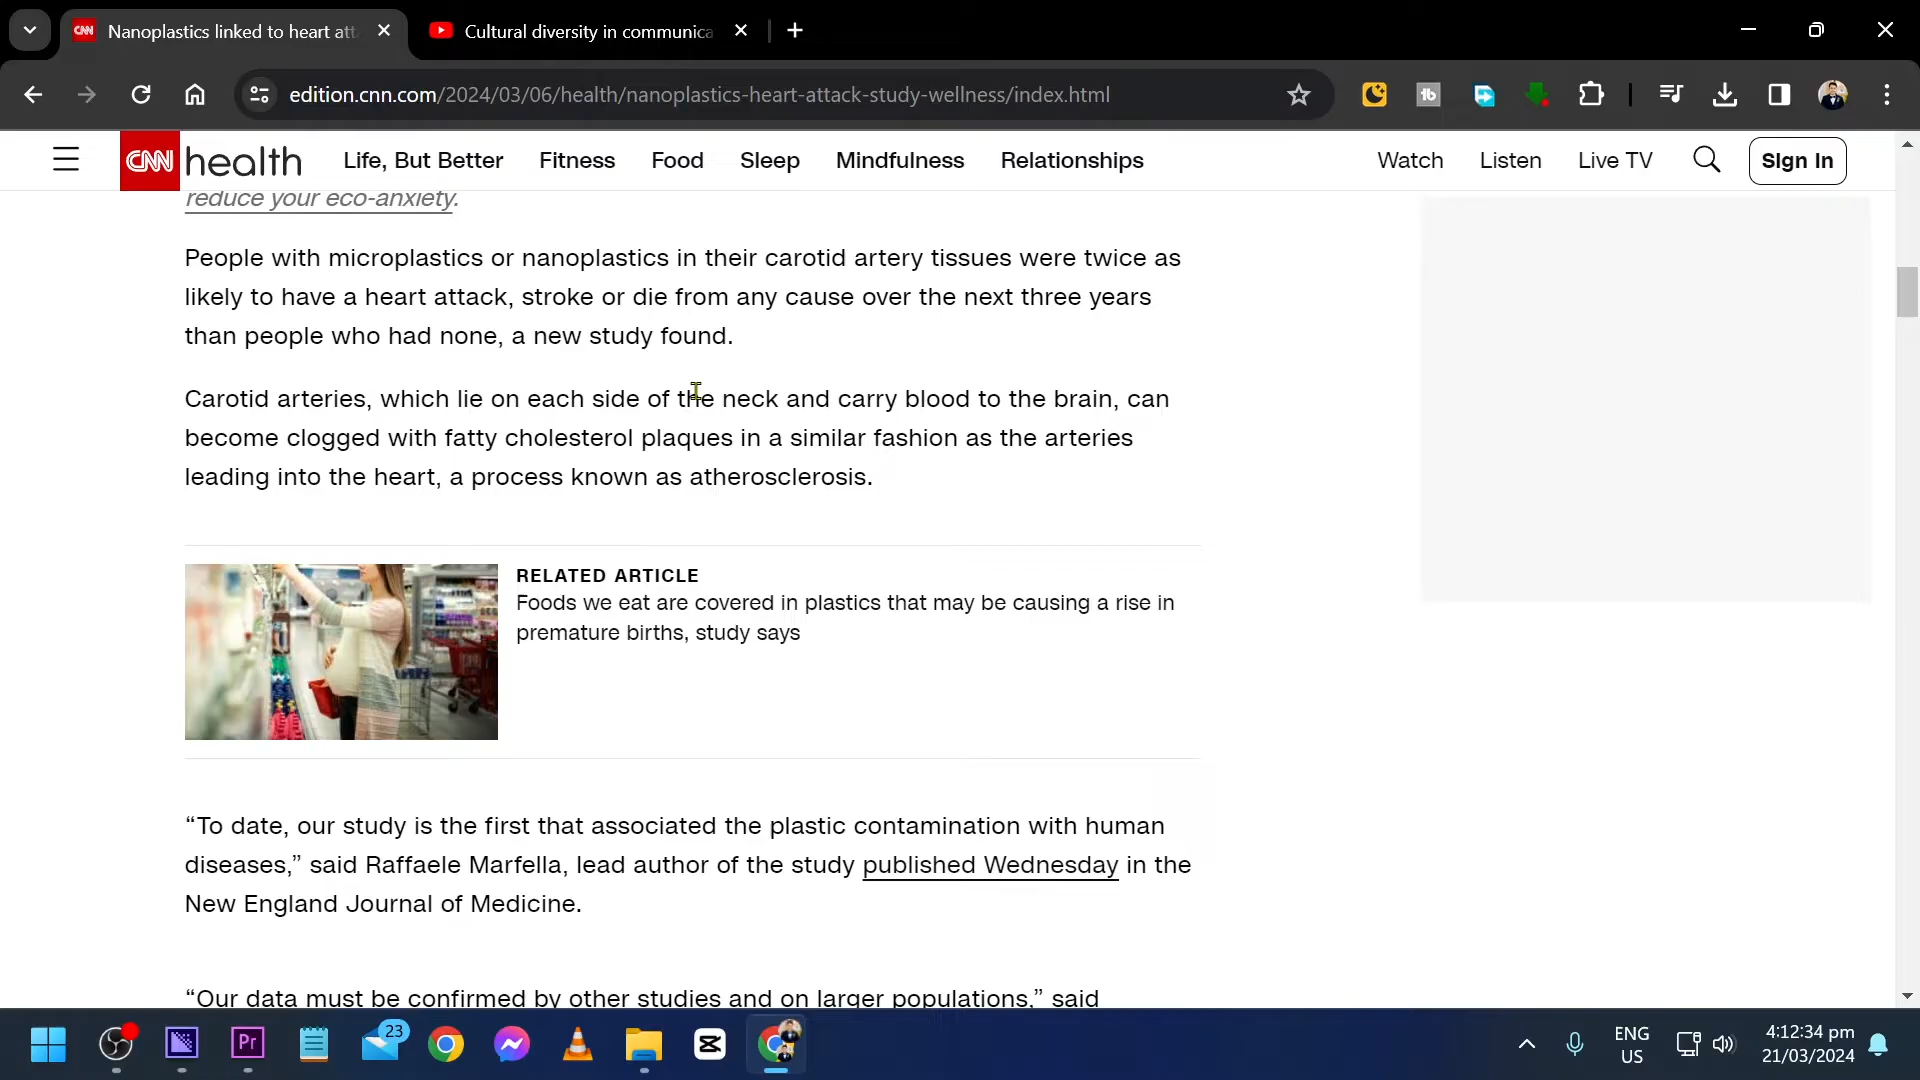 Nanoplastics linked to heart att
Cultural diversity in communica
edition.cnn.com/2024/03/06/health/nanoplastics-heart-attack-study-wellness/index.html
CNN health
Life, But Better
Fitness
Food
Sleep
Mindfulness
Relationships
Watch
Listen
Live TV
Sign In
reduce your eco-anxiety.
People with microplastics or nanoplastics in their carotid artery tissues were twice as
likely to have a heart attack, stroke or die from any cause over the next three years
than people who had none, a new study found.
Carotid arteries, which lie on each side of the neck and carry blood to the brain, can
become clogged with fatty cholesterol plaques in a similar fashion as the arteries
leading into the heart, a process known as atherosclerosis.
RELATED ARTICLE
Foods we eat are covered in plastics that may be causing a rise in
premature births, study says
“To date, our study is the first that associated the plastic contamination with human
diseases,” said Raffaele Marfella, lead author of the study published Wednesday in the
New England Journal of Medicine.
“Our data must be confirmed by other studies and on larger populations,” said
23
Pr
ENG
US
4:12:34 pm
21/03/2024